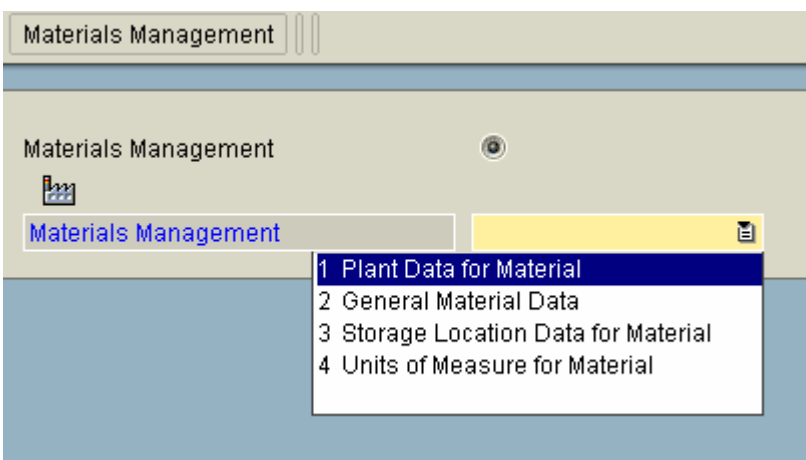 Materials Management
Materials Management
Materials Management
1 Plant Data for Material
2 General Material Data
3 Storage Location Data for Material
4 Units of Measure for Material